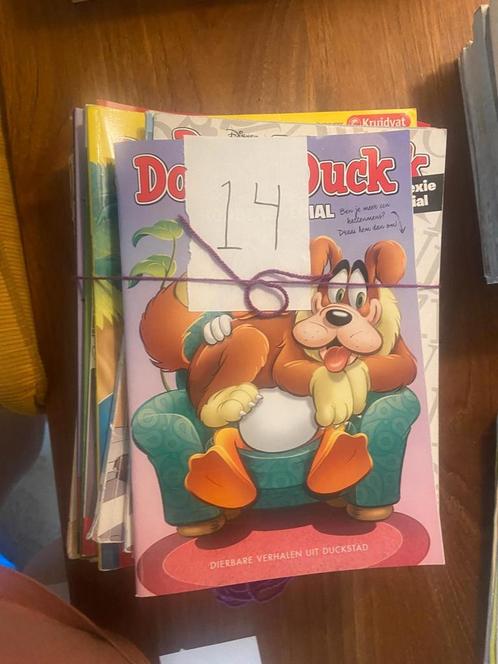 Kruidvat
Disney
Do Duck k
14
IAL
exie
ial
Ben je meer een
kattenmens?
Draai hem dan om!
DIERBARE VERHALEN UIT DUCKSTAD